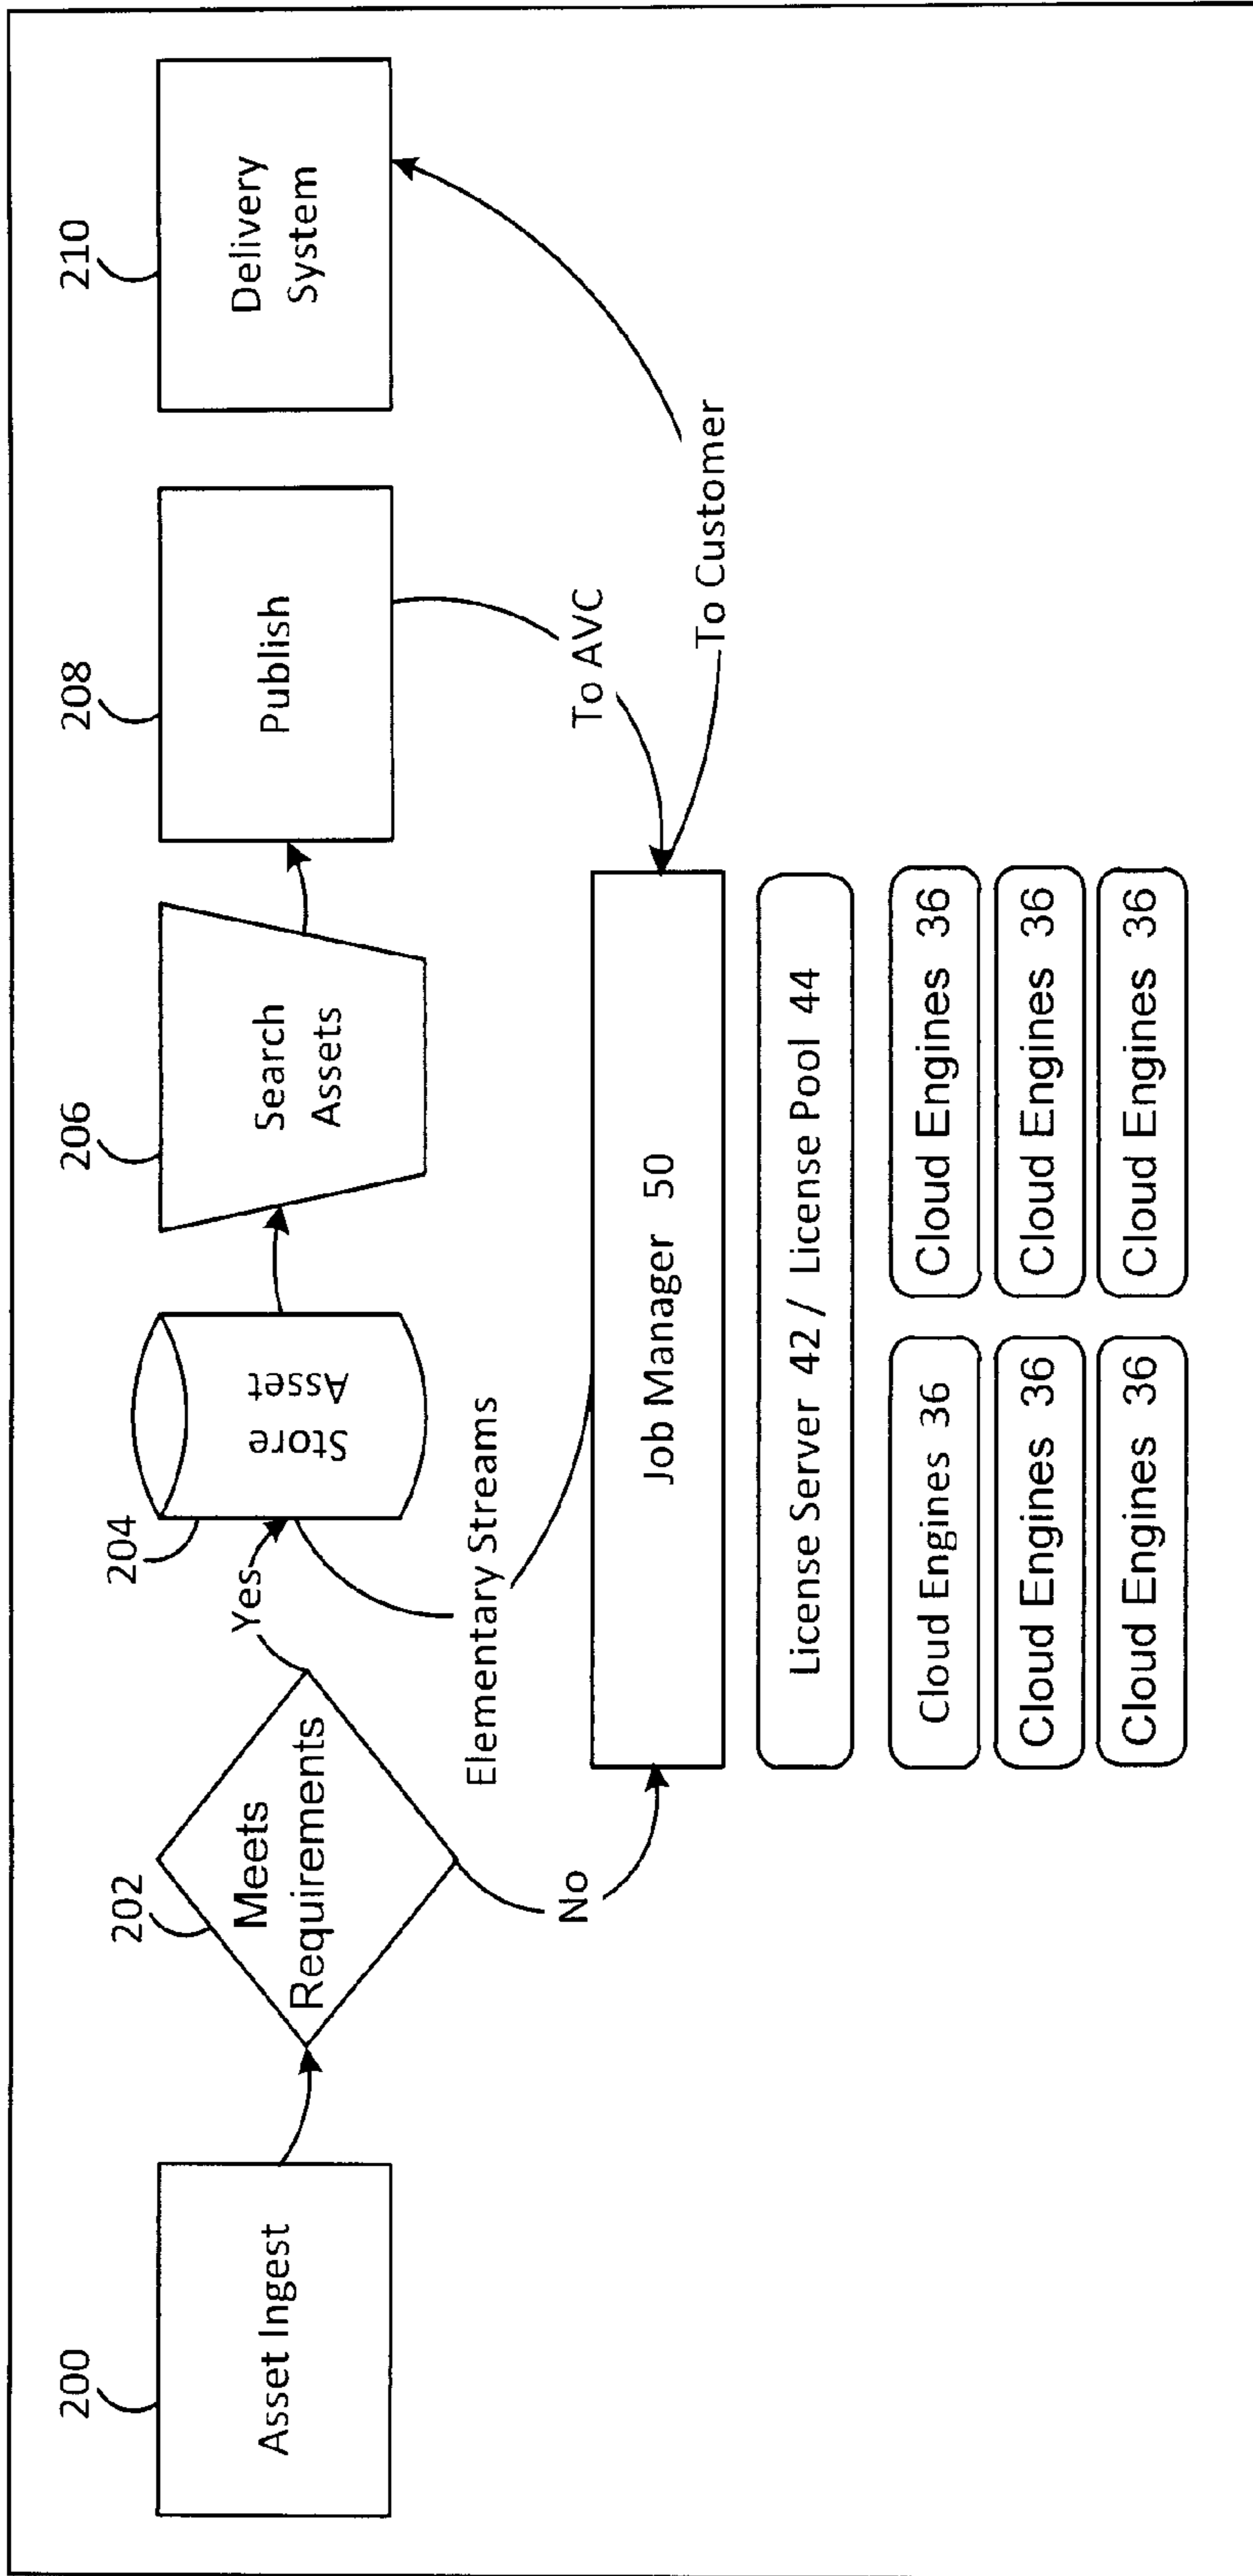 200
Asset Ingest
202
Meets
Requirements
Yes
No
204
Asset
Store
Elementary Streams
206
Search
Assets
208
Publish
210
Delivery
System
To AVC
To Customer
Job Manager 50
License Server 42 / License Pool 44
Cloud Engines 36
Cloud Engines 36
Cloud Engines 36
Cloud Engines 36
Cloud Engines 36
Cloud Engines 36